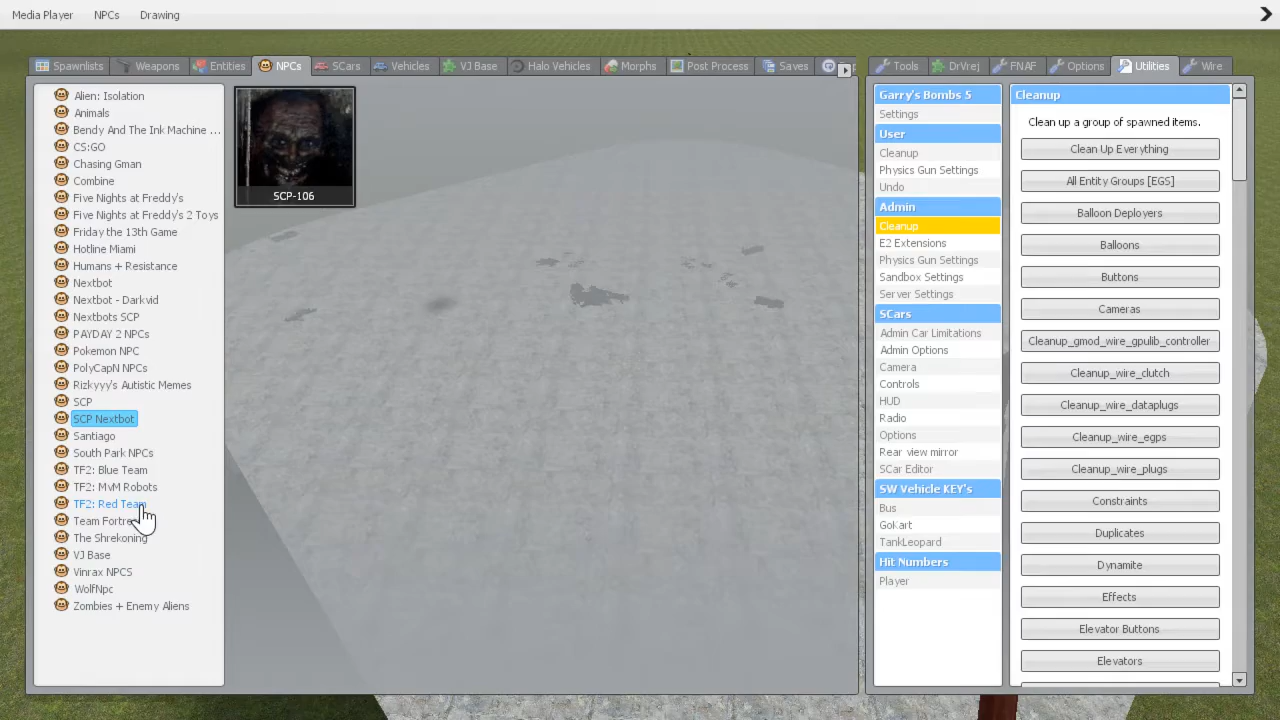 Media Player NPCs Drawing
Spawnlists Weapons Entities NPCs SCars Vehicles VJ Base Halo Vehicles Morphs Post Process Saves
Tools DrVrej FNAF Options Utilities Wire
Alien: Isolation
Animals
Bendy And The Ink Machine ...
CS:GO
Chasing Gman
Combine
Five Nights at Freddy's
Five Nights at Freddy's 2 Toys
Friday the 13th Game
Hotline Miami
Humans + Resistance
Nextbot
Nextbot - Darkvid
Nextbots SCP
PAYDAY 2 NPCs
Pokemon NPC
PolyCapN NPCs
Rizkyyy's Autistic Memes
SCP
SCP Nextbot
Santiago
South Park NPCs
TF2: Blue Team
TF2: MvM Robots
TF2: Red Team
Team Fortre
The Shrekoning
VJ Base
Vinrax NPCS
WolfNpc
Zombies + Enemy Aliens
SCP-106
Garry's Bombs 5
Settings
User
Cleanup
Physics Gun Settings
Undo
Admin
Cleanup
E2 Extensions
Physics Gun Settings
Sandbox Settings
Server Settings
SCars
Admin Car Limitations
Admin Options
Camera
Controls
HUD
Radio
Options
Rear view mirror
SCar Editor
SW Vehicle KEY's
Bus
Gokart
TankLeopard
Hit Numbers
Player
Cleanup
Clean up a group of spawned items.
Clean Up Everything
All Entity Groups [EGS]
Balloon Deployers
Balloons
Buttons
Cameras
Cleanup_gmod_wire_gpulib_controller
Cleanup_wire_clutch
Cleanup_wire_dataplugs
Cleanup_wire_egps
Cleanup_wire_plugs
Constraints
Duplicates
Dynamite
Effects
Elevator Buttons
Elevators